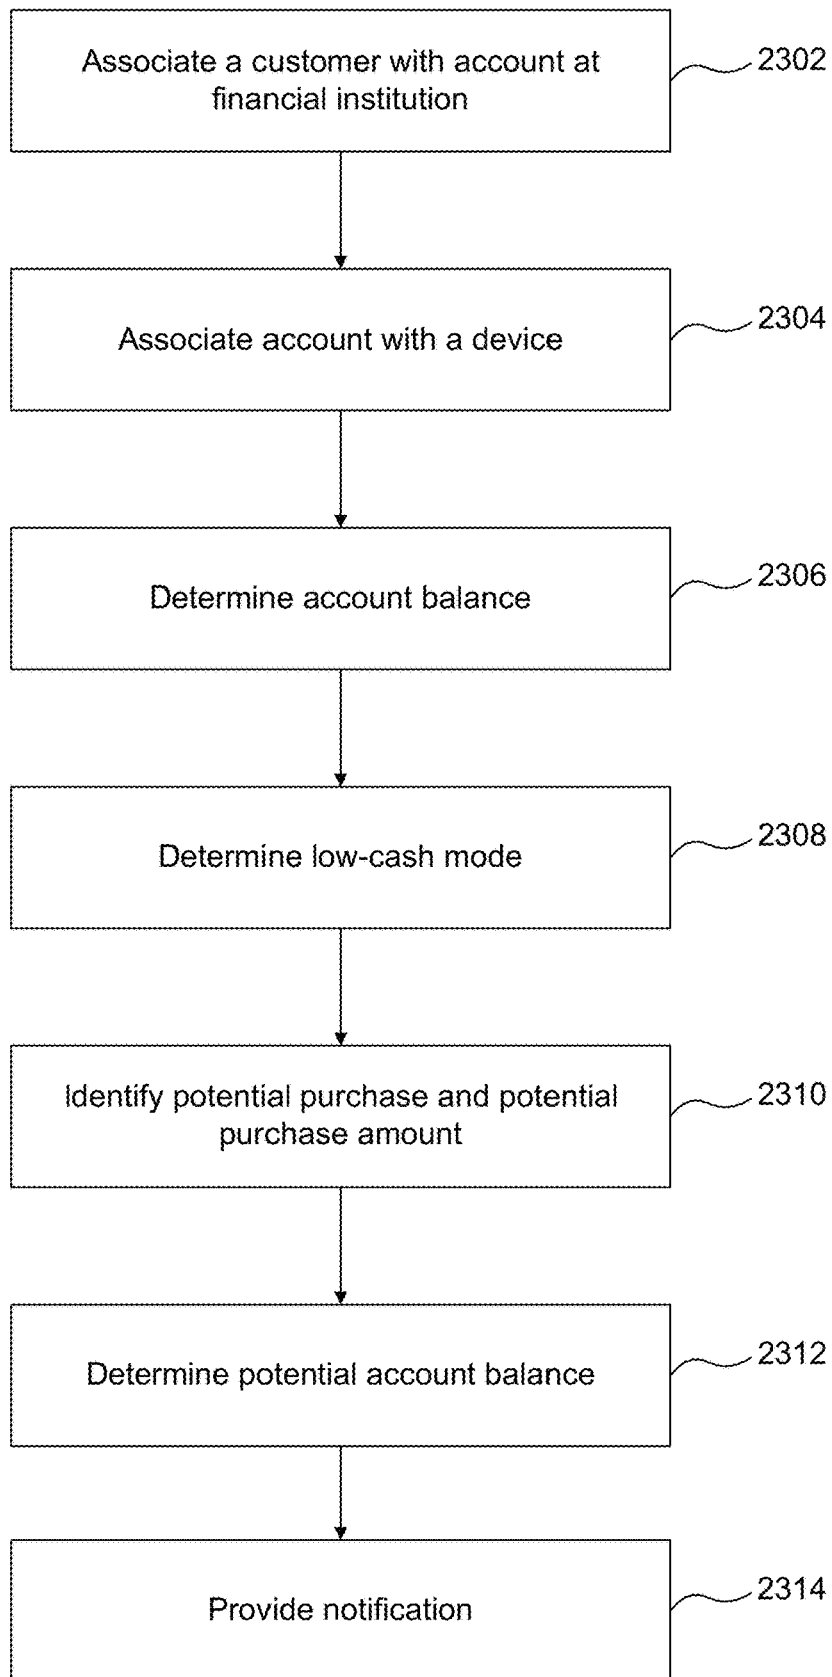 Associate a customer with account at
financial institution
2302
Associate account with a device
2304
Determine account balance
2306
Determine low-cash mode
2308
Identify potential purchase and potential
purchase amount
2310
Determine potential account balance
2312
Provide notification
2314